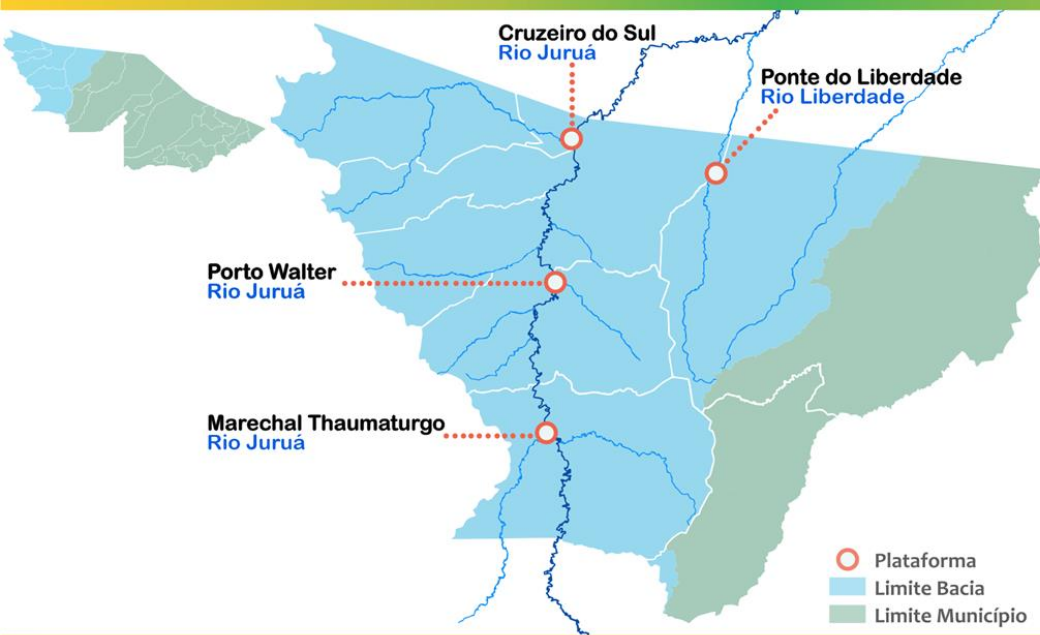 Cruzeiro do Sul
Rio Juruá
Ponte do Liberdade
Rio Liberdade
Porto Walter
Rio Juruá
Marechal Thaumaturgo
Rio Juruá
Plataforma
Limite Bacia
Limite Município